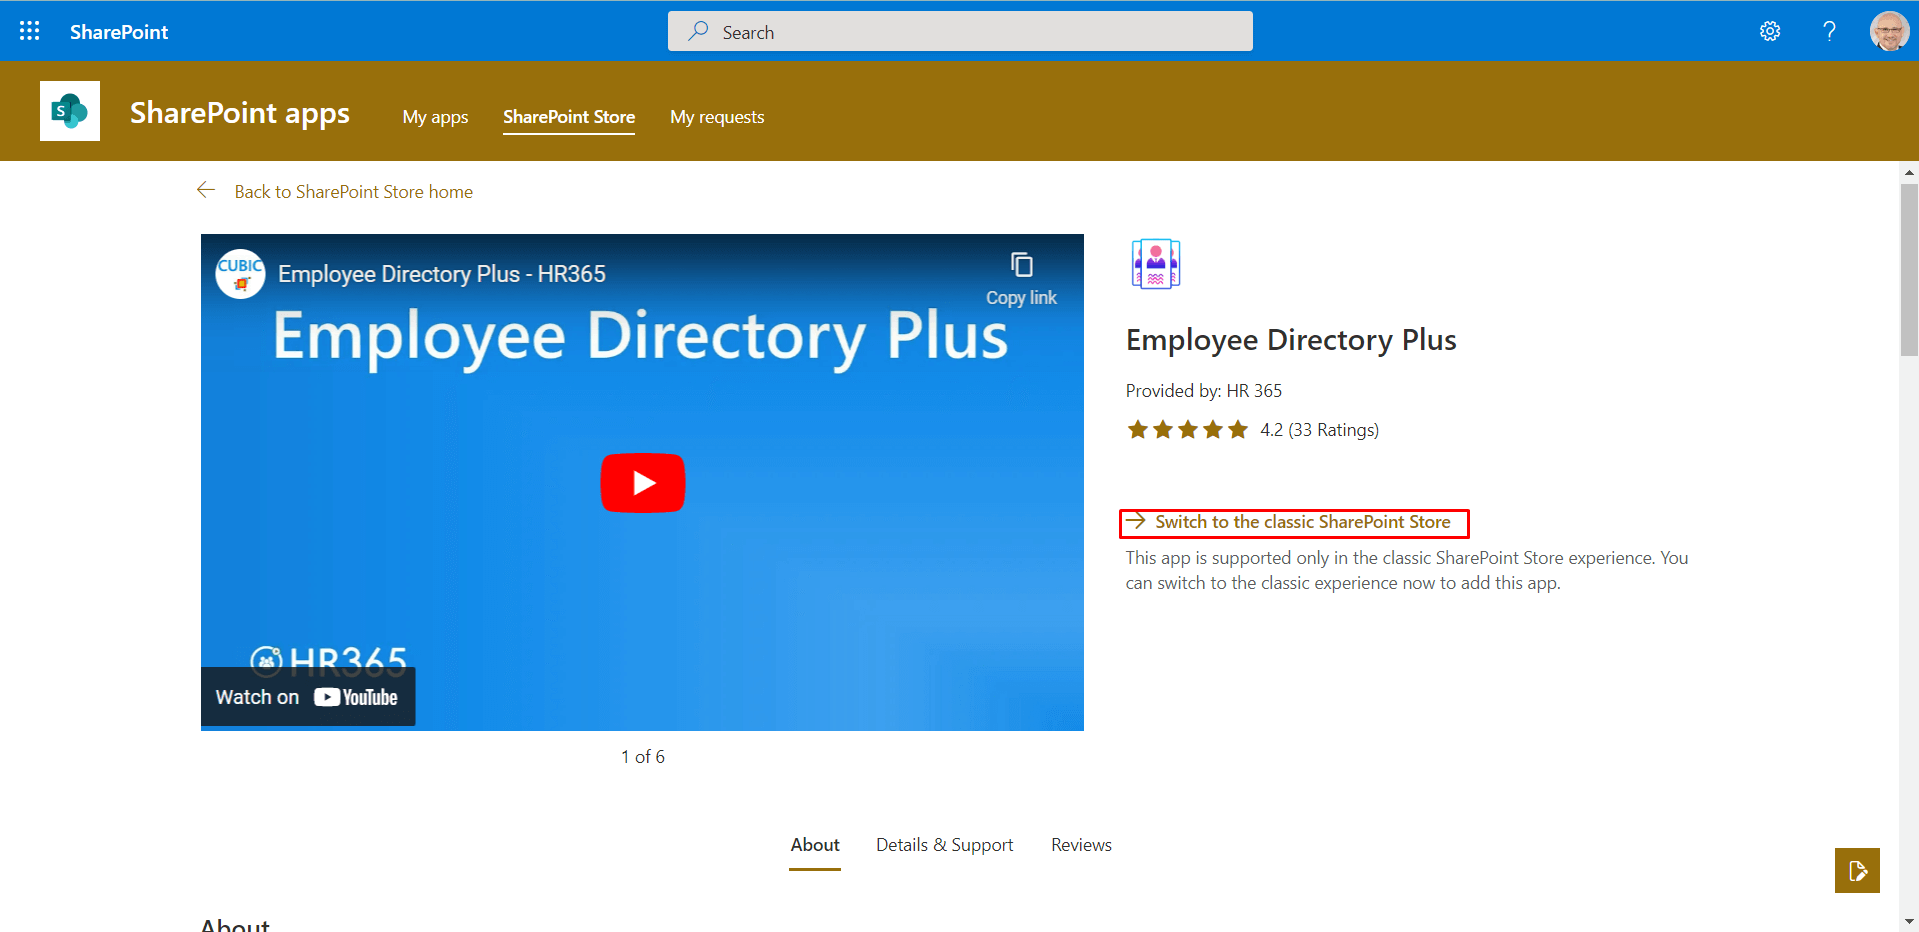 SharePoint
Search
?
S
SharePoint apps
My apps
SharePoint Store
My requests
Back to SharePoint Store home
CUBIC
Employee Directory Plus - HR365
Copy link
Employee Directory Plus
HR365
Watch on YouTube
1 of 6
Employee Directory Plus
Provided by: HR 365
4.2 (33 Ratings)
Switch to the classic SharePoint Store
This app is supported only in the classic SharePoint Store experience. You
can switch to the classic experience now to add this app.
About
Details & Support
Reviews
About